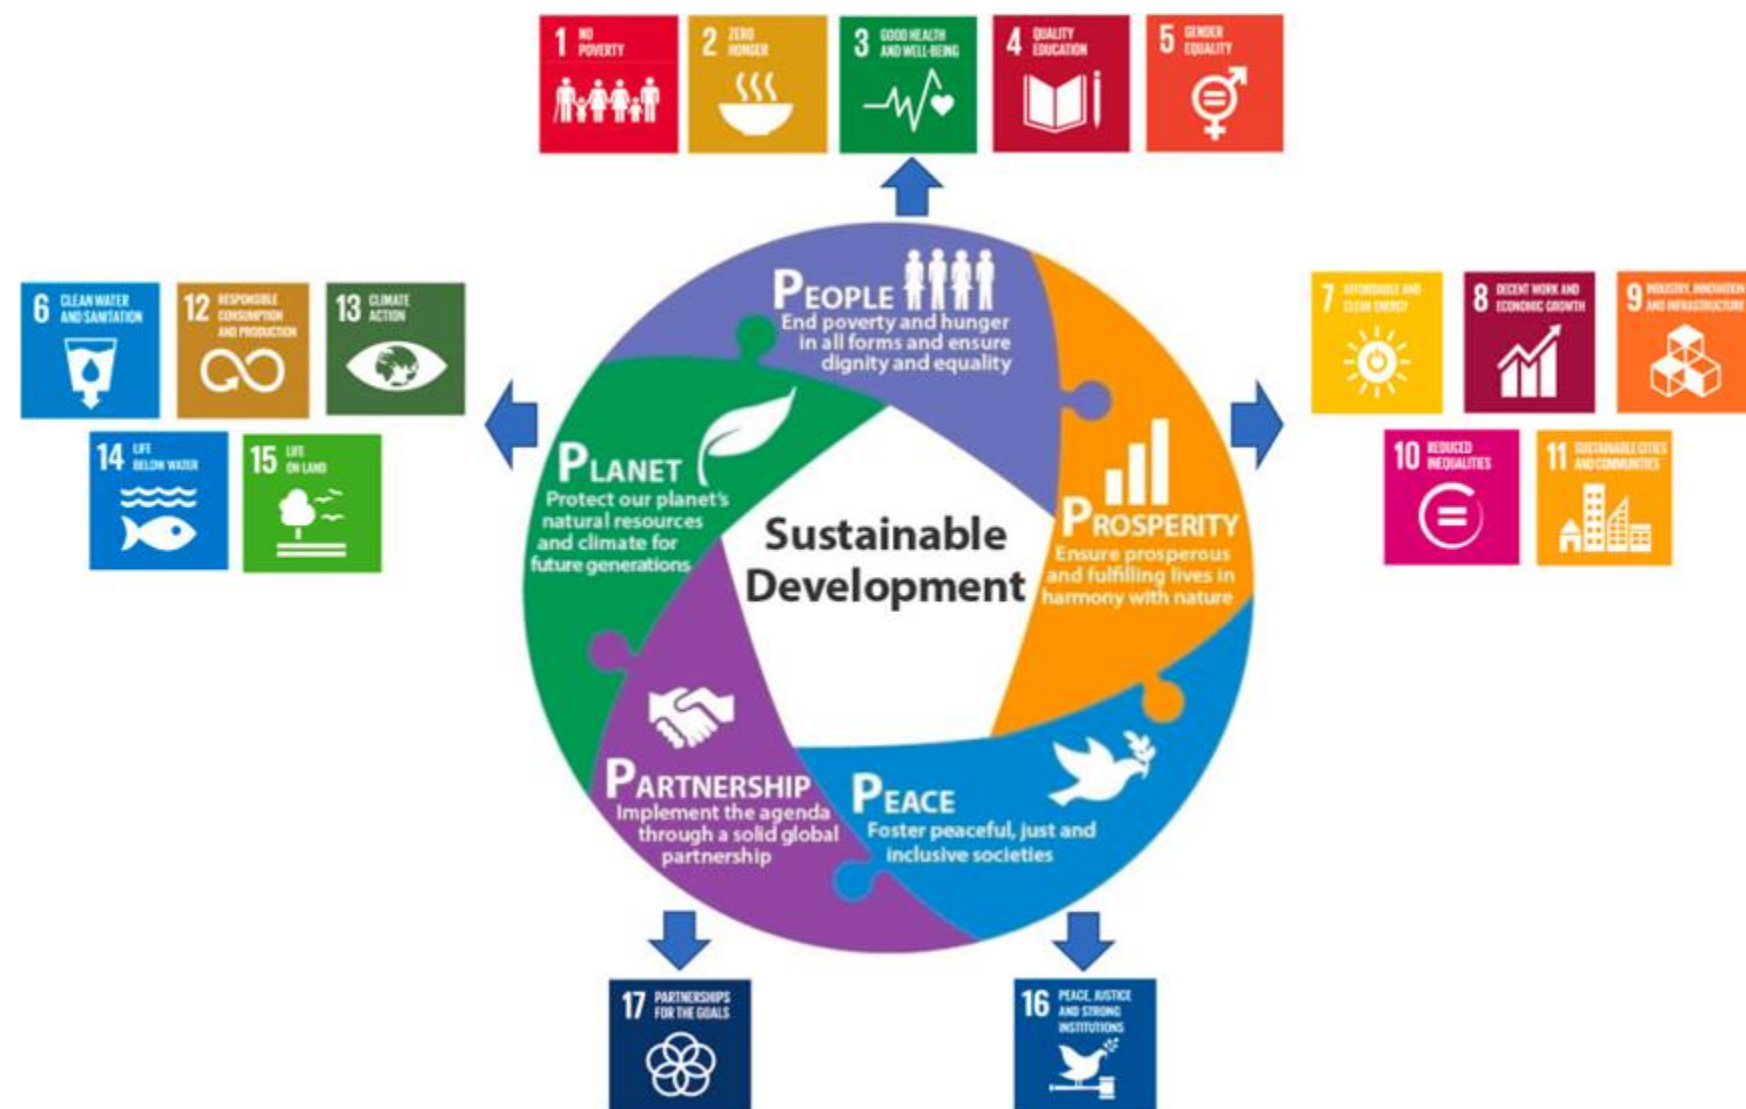 1 NO
POVERTY
2 ZERO
HUNGER
3 GOOD HEALTH
AND WELL-BEING
4 QUALITY
EDUCATION
5 GENDER
EQUALITY
6 CLEAN WATER
AND SANITATION
12 RESPONSIBLE
CONSUMPTION
AND PRODUCTION
13 CLIMATE
ACTION
14 LIFE
BELOW WATER
15 LIFE
ON LAND
7 AFFORDABLE AND
CLEAN ENERGY
8 DECENT WORK AND
ECONOMIC GROWTH
9 INDUSTRY, INNOVATION
AND INFRASTRUCTURE
10 REDUCED
INEQUALITIES
11 SUSTAINABLE CITIES
AND COMMUNITIES
PEOPLE
End poverty and hunger
in all forms and ensure
dignity and equality
PLANET
Protect our planet's
natural resources
and climate for
future generations
Sustainable
Development
PROSPERITY
Ensure prosperous
and fulfilling lives in
harmony with nature
PARTNERSHIP
Implement the agenda
through a solid global
partnership
PEACE
Foster peaceful, just and
inclusive societies
17 PARTNERSHIPS
FOR THE GOALS
16 PEACE, JUSTICE
AND STRONG
INSTITUTIONS